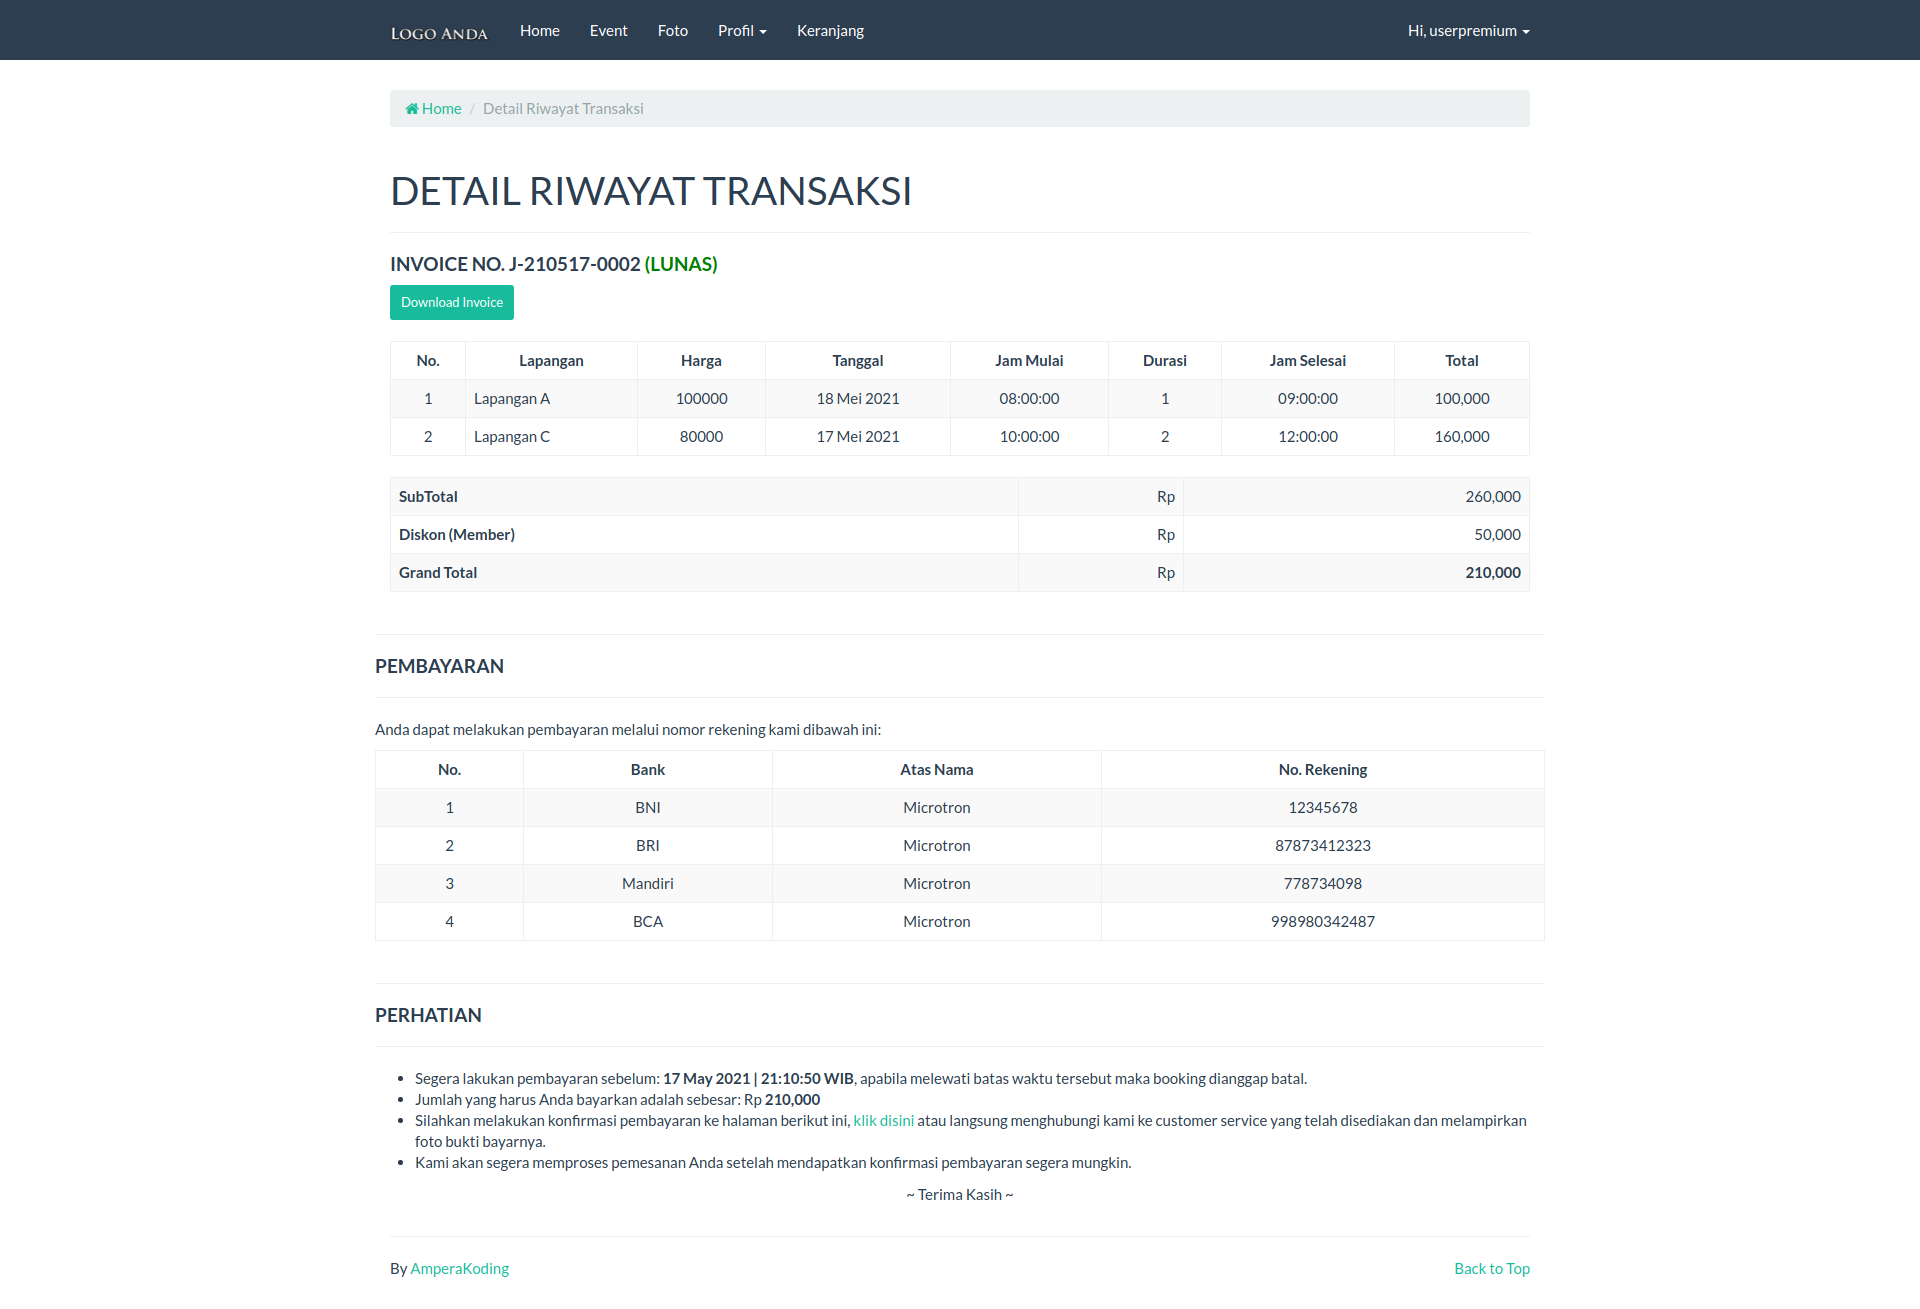 LOGO ANDA Home Event Foto Profil Keranjang Hi, userpremium
Home / Detail Riwayat Transaksi
DETAIL RIWAYAT TRANSAKSI
INVOICE NO. J-210517-0002 (LUNAS)
Download Invoice
No. Lapangan Harga Tanggal Jam Mulai Durasi Jam Selesai Total
1 Lapangan A 100000 18 Mei 2021 08:00:00 1 09:00:00 100,000
2 Lapangan C 80000 17 Mei 2021 10:00:00 2 12:00:00 160,000
SubTotal Rp 260,000
Diskon (Member) Rp 50,000
Grand Total Rp 210,000
PEMBAYARAN
Anda dapat melakukan pembayaran melalui nomor rekening kami dibawah ini:
No. Bank Atas Nama No. Rekening
1 BNI Microtron 12345678
2 BRI Microtron 87873412323
3 Mandiri Microtron 778734098
4 BCA Microtron 998980342487
PERHATIAN
• Segera lakukan pembayaran sebelum: 17 May 2021 | 21:10:50 WIB, apabila melewati batas waktu tersebut maka booking dianggap batal.
• Jumlah yang harus Anda bayarkan adalah sebesar: Rp 210,000
• Silahkan melakukan konfirmasi pembayaran ke halaman berikut ini, klik disini atau langsung menghubungi kami ke customer service yang telah disediakan dan melampirkan
foto bukti bayarnya.
• Kami akan segera memproses pemesanan Anda setelah mendapatkan konfirmasi pembayaran segera mungkin.
~ Terima Kasih ~
By AmperaKoding Back to Top